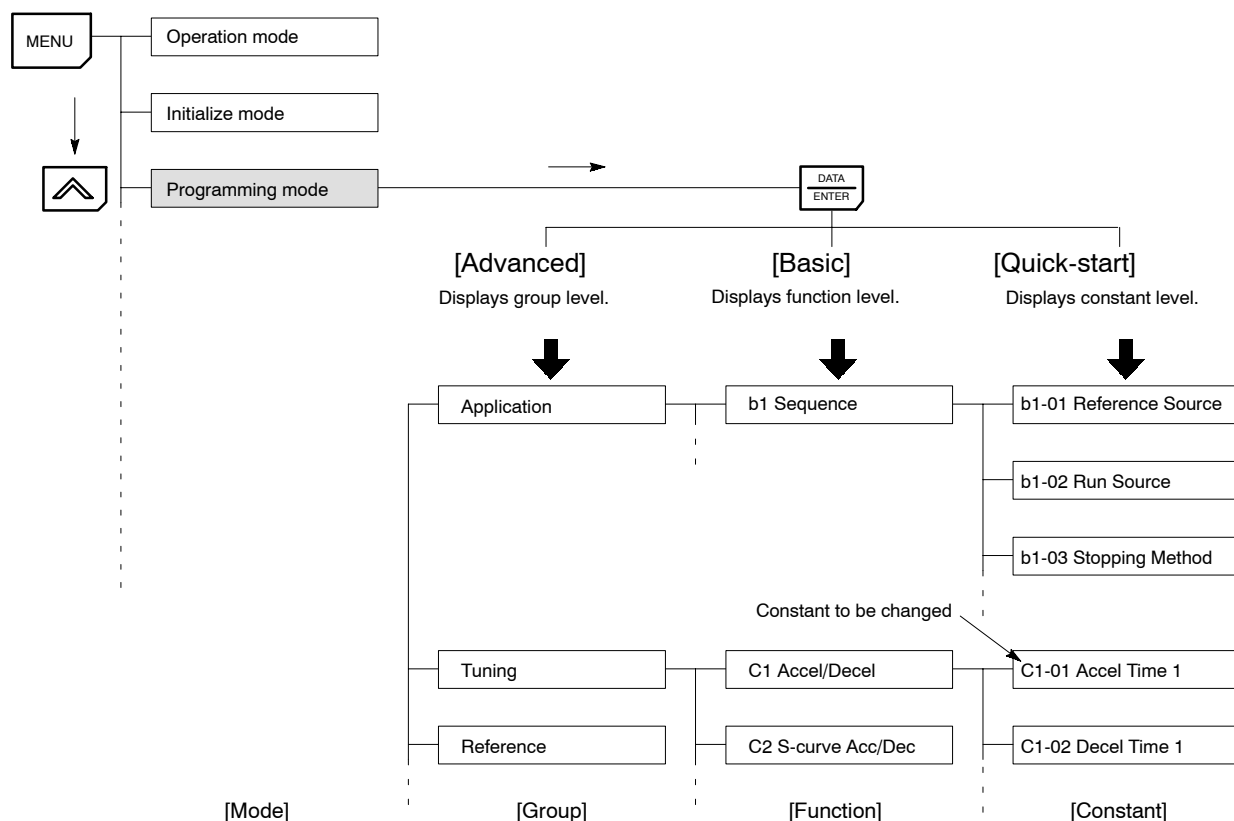 MENU
Operation mode
Initialize mode
Programming mode
DATA
ENTER
[Advanced] [Basic] [Quick-start]
Displays group level. Displays function level. Displays constant level.
Application b1 Sequence b1-01 Reference Source
b1-02 Run Source
b1-03 Stopping Method
Constant to be changed
Tuning C1 Accel/Decel C1-01 Accel Time 1
Reference C2 S-curve Acc/Dec C1-02 Decel Time 1
[Mode] [Group] [Function] [Constant]